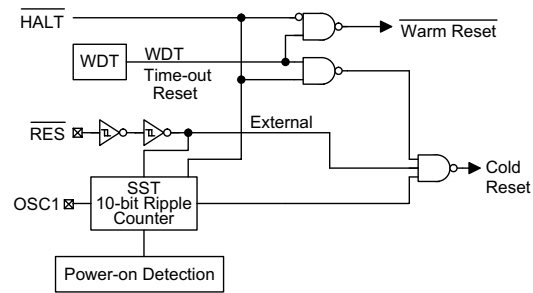 HALT
Warm Reset
WDT
WDT
Time-out
Reset
RES
External
Cold
Reset
OSC1
SST
10-bit Ripple
Counter
Power-on Detection